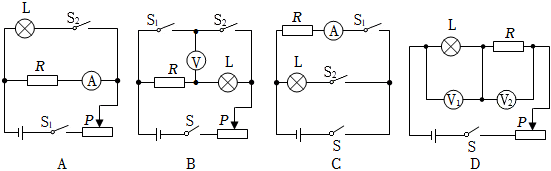 L S₂ R A S₁ P
S₁ S₂ V R L S P
R A S₁ L S₂ S
L R V₁ V₂ S P
A B C D